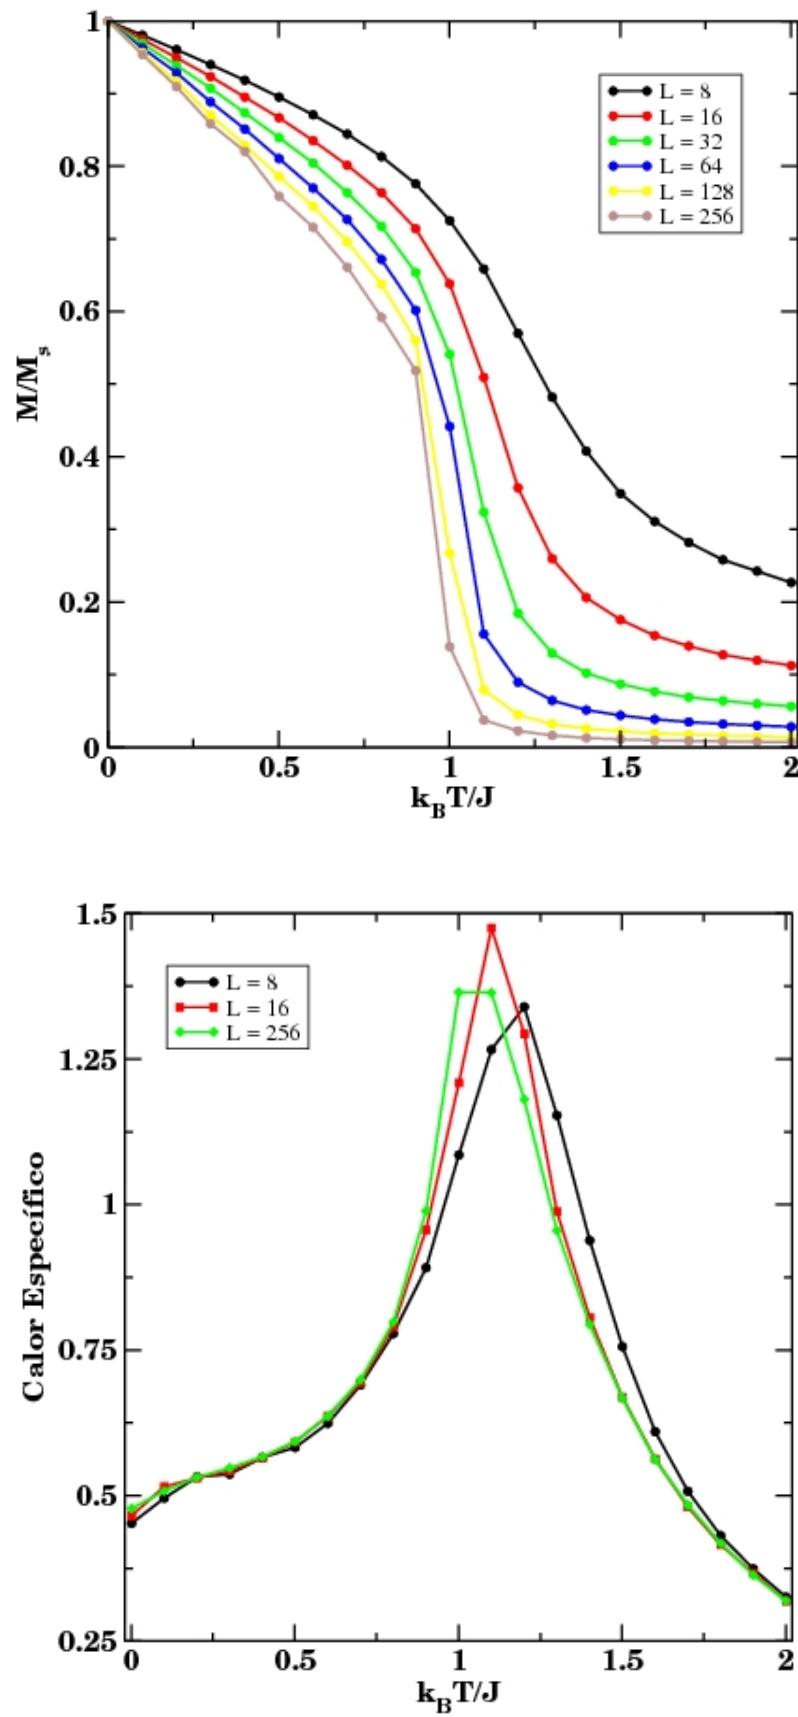 1
0.8
0.6
0.4
0.2
0
M/Ms
L = 8
L = 16
L = 32
L = 64
L = 128
L = 256
0 0.5 1 1.5 2
kBT/J
1.5
1.25
1
0.75
0.5
0.25
Calor Específico
L = 8
L = 16
L = 256
0 0.5 1 1.5 2
kBT/J